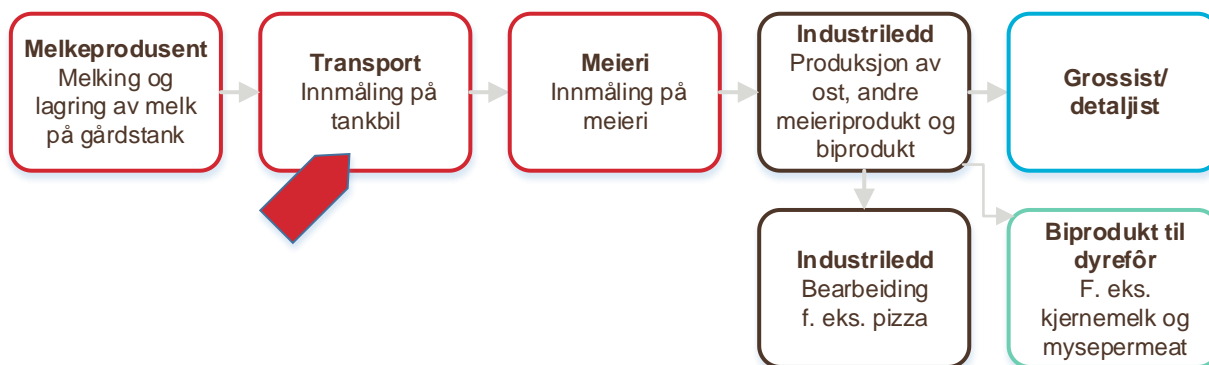 Melkeprodusent
Melking og
lagring av melk
på gårdstank
Transport
Innmåling på
tankbil
Meieri
Innmåling på
meieri
Industriledd
Produksjon av
ost, andre
meieriprodukt og
biprodukt
Grossist/
detaljist
Industriledd
Bearbeiding
f. eks. pizza
Biprodukt til
dyrefôr
F. eks.
kjernemelk og
mysepermeat